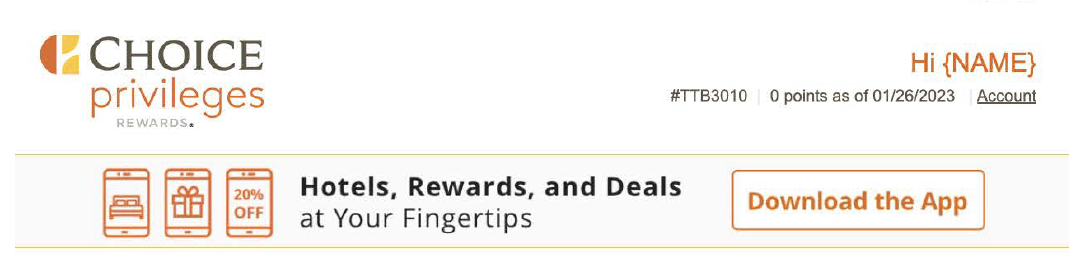 CHOICE
privileges
REWARDS.
Hi {NAME}
#TTB3010 | 0 points as of 01/26/2023 | Account
20%
OFF
Hotels, Rewards, and Deals
at Your Fingertips
Download the App